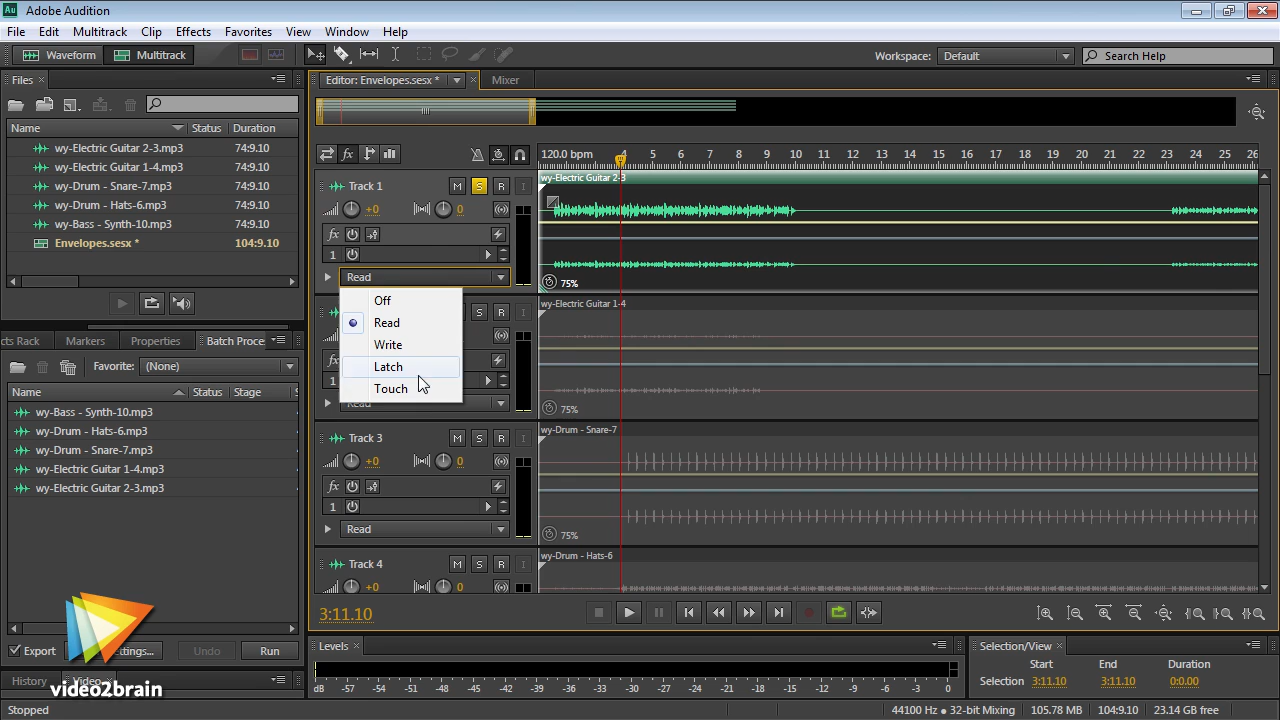 Au Adobe Audition
File Edit Multitrack Clip Effects Favorites View Window Help
Waveform Multitrack Workspace: Default Search Help
Files × Editor: Envelopes.sesx * × Mixer
Name Status Duration
wy-Electric Guitar 2-3.mp3 74:9.10
wy-Electric Guitar 1-4.mp3 74:9.10
wy-Drum - Snare-7.mp3 74:9.10
wy-Drum - Hats-6.mp3 74:9.10
wy-Bass - Synth-10.mp3 74:9.10
Envelopes.sesx * 104:9.10
fx 120.0 bpm 4 5 6 7 8 9 10 11 12 13 14 15 16 17 18 19 20 21 22 23 24 25 26
wy-Electric Guitar 2-3
Track 1 M S R I
+0 0
fx
1
75%
Read
Off
Read
Write
Latch
Touch
wy-Electric Guitar 1-4
S R I
fx
1
75%
Read
wy-Drum - Snare-7
Track 3 M S R I
+0 0
fx
1
75%
Read
wy-Drum - Hats-6
Track 4 M S R I
+0 0
3:11.10
cts Rack Markers Properties Batch Proce
Favorite: (None)
Name Status Stage
wy-Bass - Synth-10.mp3
wy-Drum - Hats-6.mp3
wy-Drum - Snare-7.mp3
wy-Electric Guitar 1-4.mp3
wy-Electric Guitar 2-3.mp3
Export ttings... Undo Run
History Video
video2brain
Levels ×
dB -57 -54 -51 -48 -45 -42 -39 -36 -33 -30 -27 -24 -21 -18 -15 -12 -9 -6 -3 0
Selection/View ×
Start End Duration
Selection 3:11.10 3:11.10 0:0.00
Stopped 44100 Hz ● 32-bit Mixing 105.78 MB 104:9.10 23.14 GB free